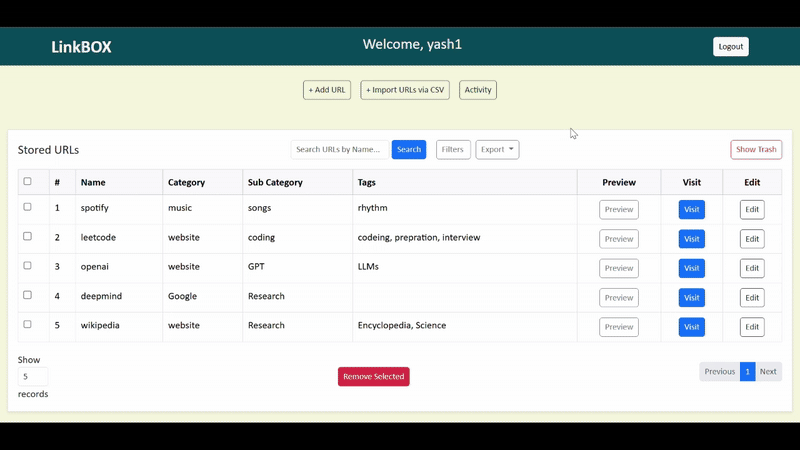 LinkBOX Welcome, yash1 Logout
+ Add URL + Import URLs via CSV Activity
Stored URLs Search URLs by Name... Search Filters Export Show Trash
# Name Category Sub Category Tags Preview Visit Edit
1 spotify music songs rhythm Preview Visit Edit
2 leetcode website coding codeing, prepration, interview Preview Visit Edit
3 openai website GPT LLMs Preview Visit Edit
4 deepmind Google Research Preview Visit Edit
5 wikipedia website Research Encyclopedia, Science Preview Visit Edit
Show
5 Remove Selected Previous 1 Next
records